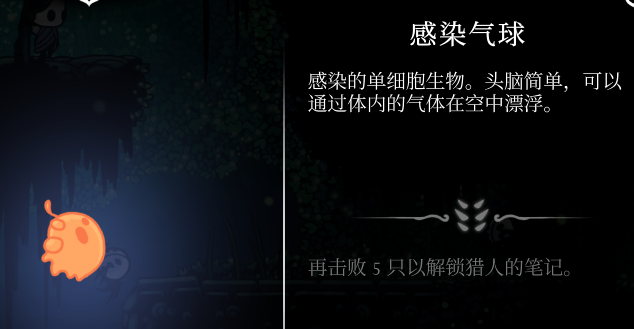 感染气球
感染的单细胞生物。头脑简单，可以
通过体内的气体在空中漂浮。
再击败 5 只以解锁猎人的笔记。